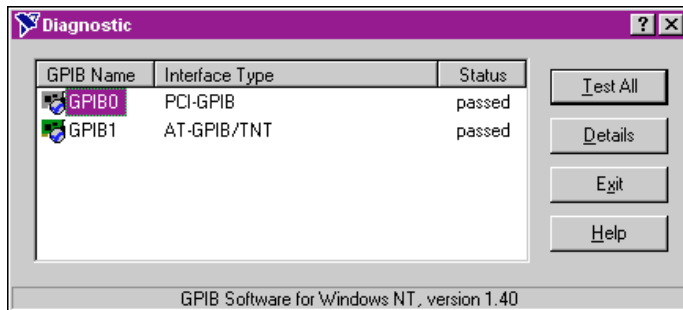 Diagnostic
GPIB Name Interface Type Status
GPIB0 PCI-GPIB passed
GPIB1 AT-GPIB/TNT passed
Test All
Details
Exit
Help
GPIB Software for Windows NT, version 1.40